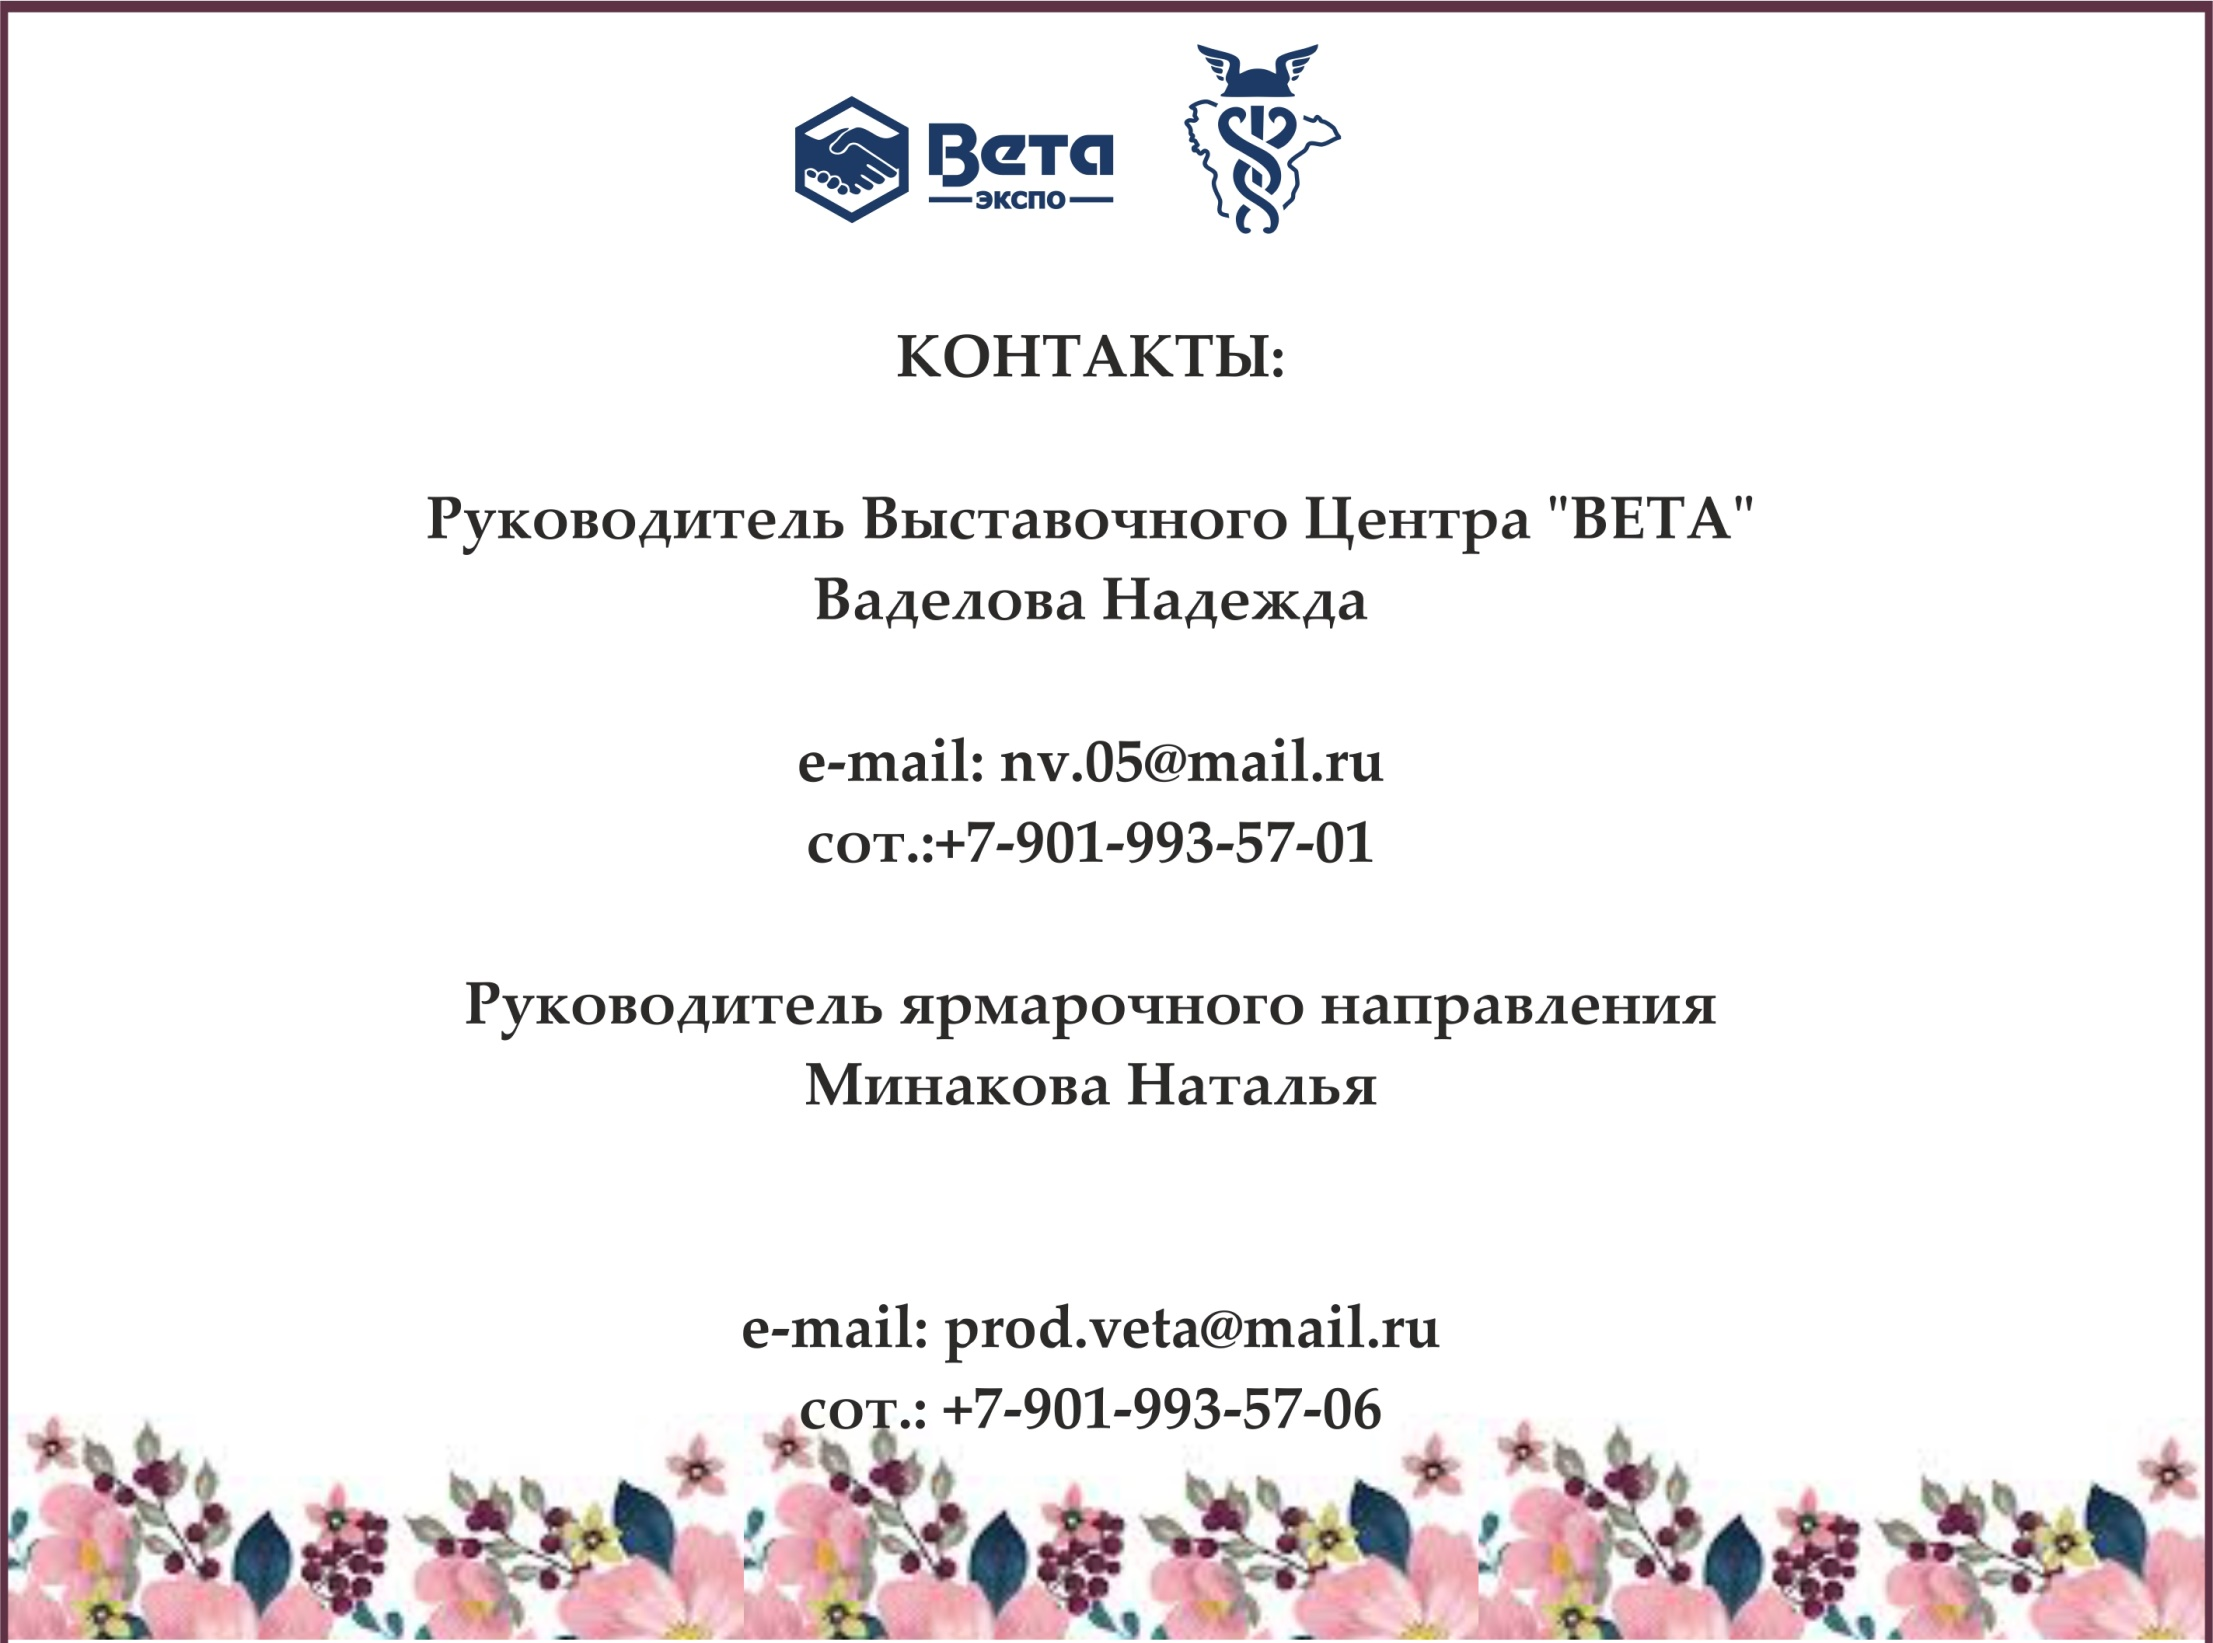 Вета
экспо
КОНТАКТЫ:
Руководитель Выставочного Центра "ВЕТА"
Ваделова Надежда
e-mail: nv.05@mail.ru
сот.:+7-901-993-57-01
Руководитель ярмарочного направления
Минакова Наталья
e-mail: prod.veta@mail.ru
сот.: +7-901-993-57-06